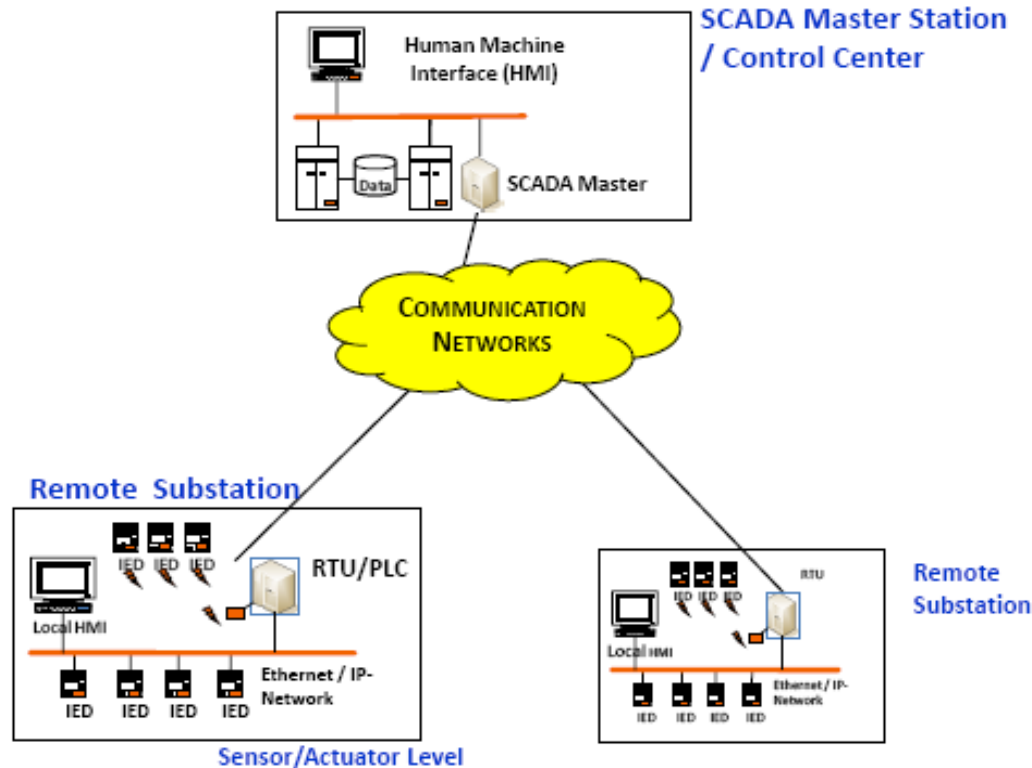 SCADA Master Station
/ Control Center
Human Machine
Interface (HMI)
Data
SCADA Master
COMMUNICATION
NETWORKS
Remote Substation
IED IED IED
RTU/PLC
Local HMI
Ethernet / IP-
Network
IED IED IED IED
Sensor/Actuator Level
Remote
Substation
RTU
IED IED IED
Local HMI
Ethernet / IP-
Network
IED IED IED IED